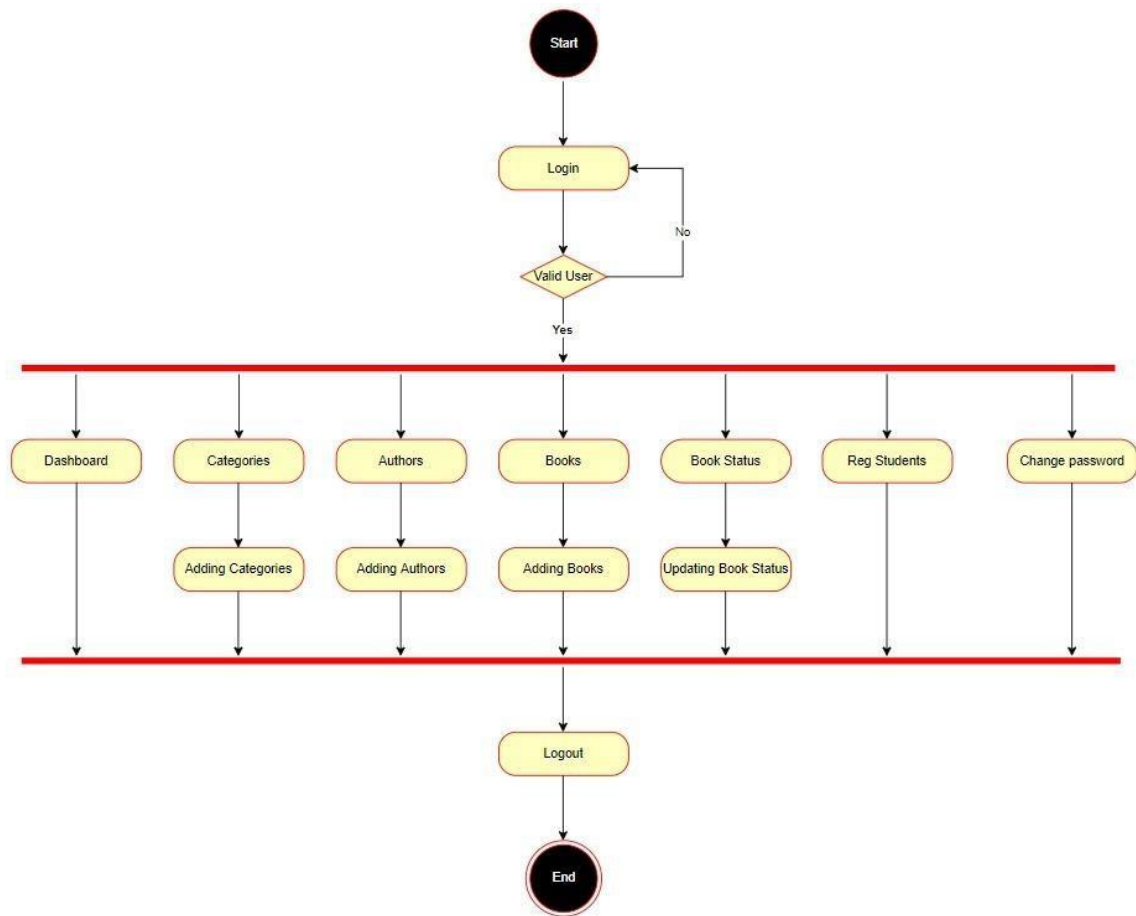 Start
Login
No
Valid User
Yes
Dashboard
Categories
Authors
Books
Book Status
Reg Students
Change password
Adding Categories
Adding Authors
Adding Books
Updating Book Status
Logout
End